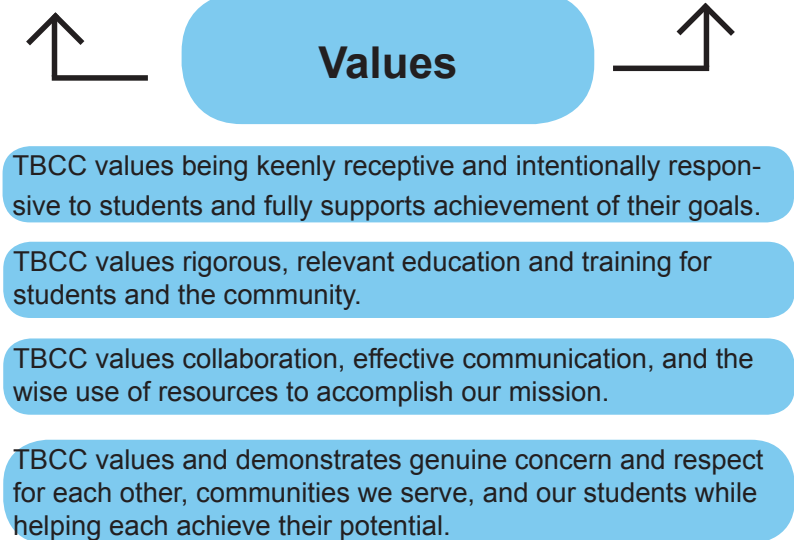 Values
TBCC values being keenly receptive and intentionally respon-
sive to students and fully supports achievement of their goals.
TBCC values rigorous, relevant education and training for
students and the community.
TBCC values collaboration, effective communication, and the
wise use of resources to accomplish our mission.
TBCC values and demonstrates genuine concern and respect
for each other, communities we serve, and our students while
helping each achieve their potential.